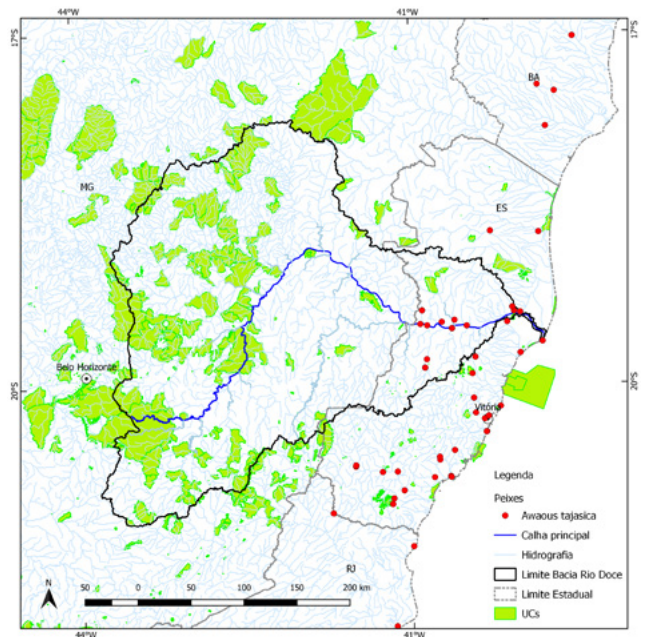 44°W
41°W
17°S
17°S
BA
MG
ES
Belo Horizonte
20°S
20°S
Vitória
Legenda
Peixes
Awaous tajasica
Calha principal
Hidrografia
Limite Bacia Rio Doce
Limite Estadual
UCs
RJ
N
50 0 50 100 150 200 km
44°W
41°W